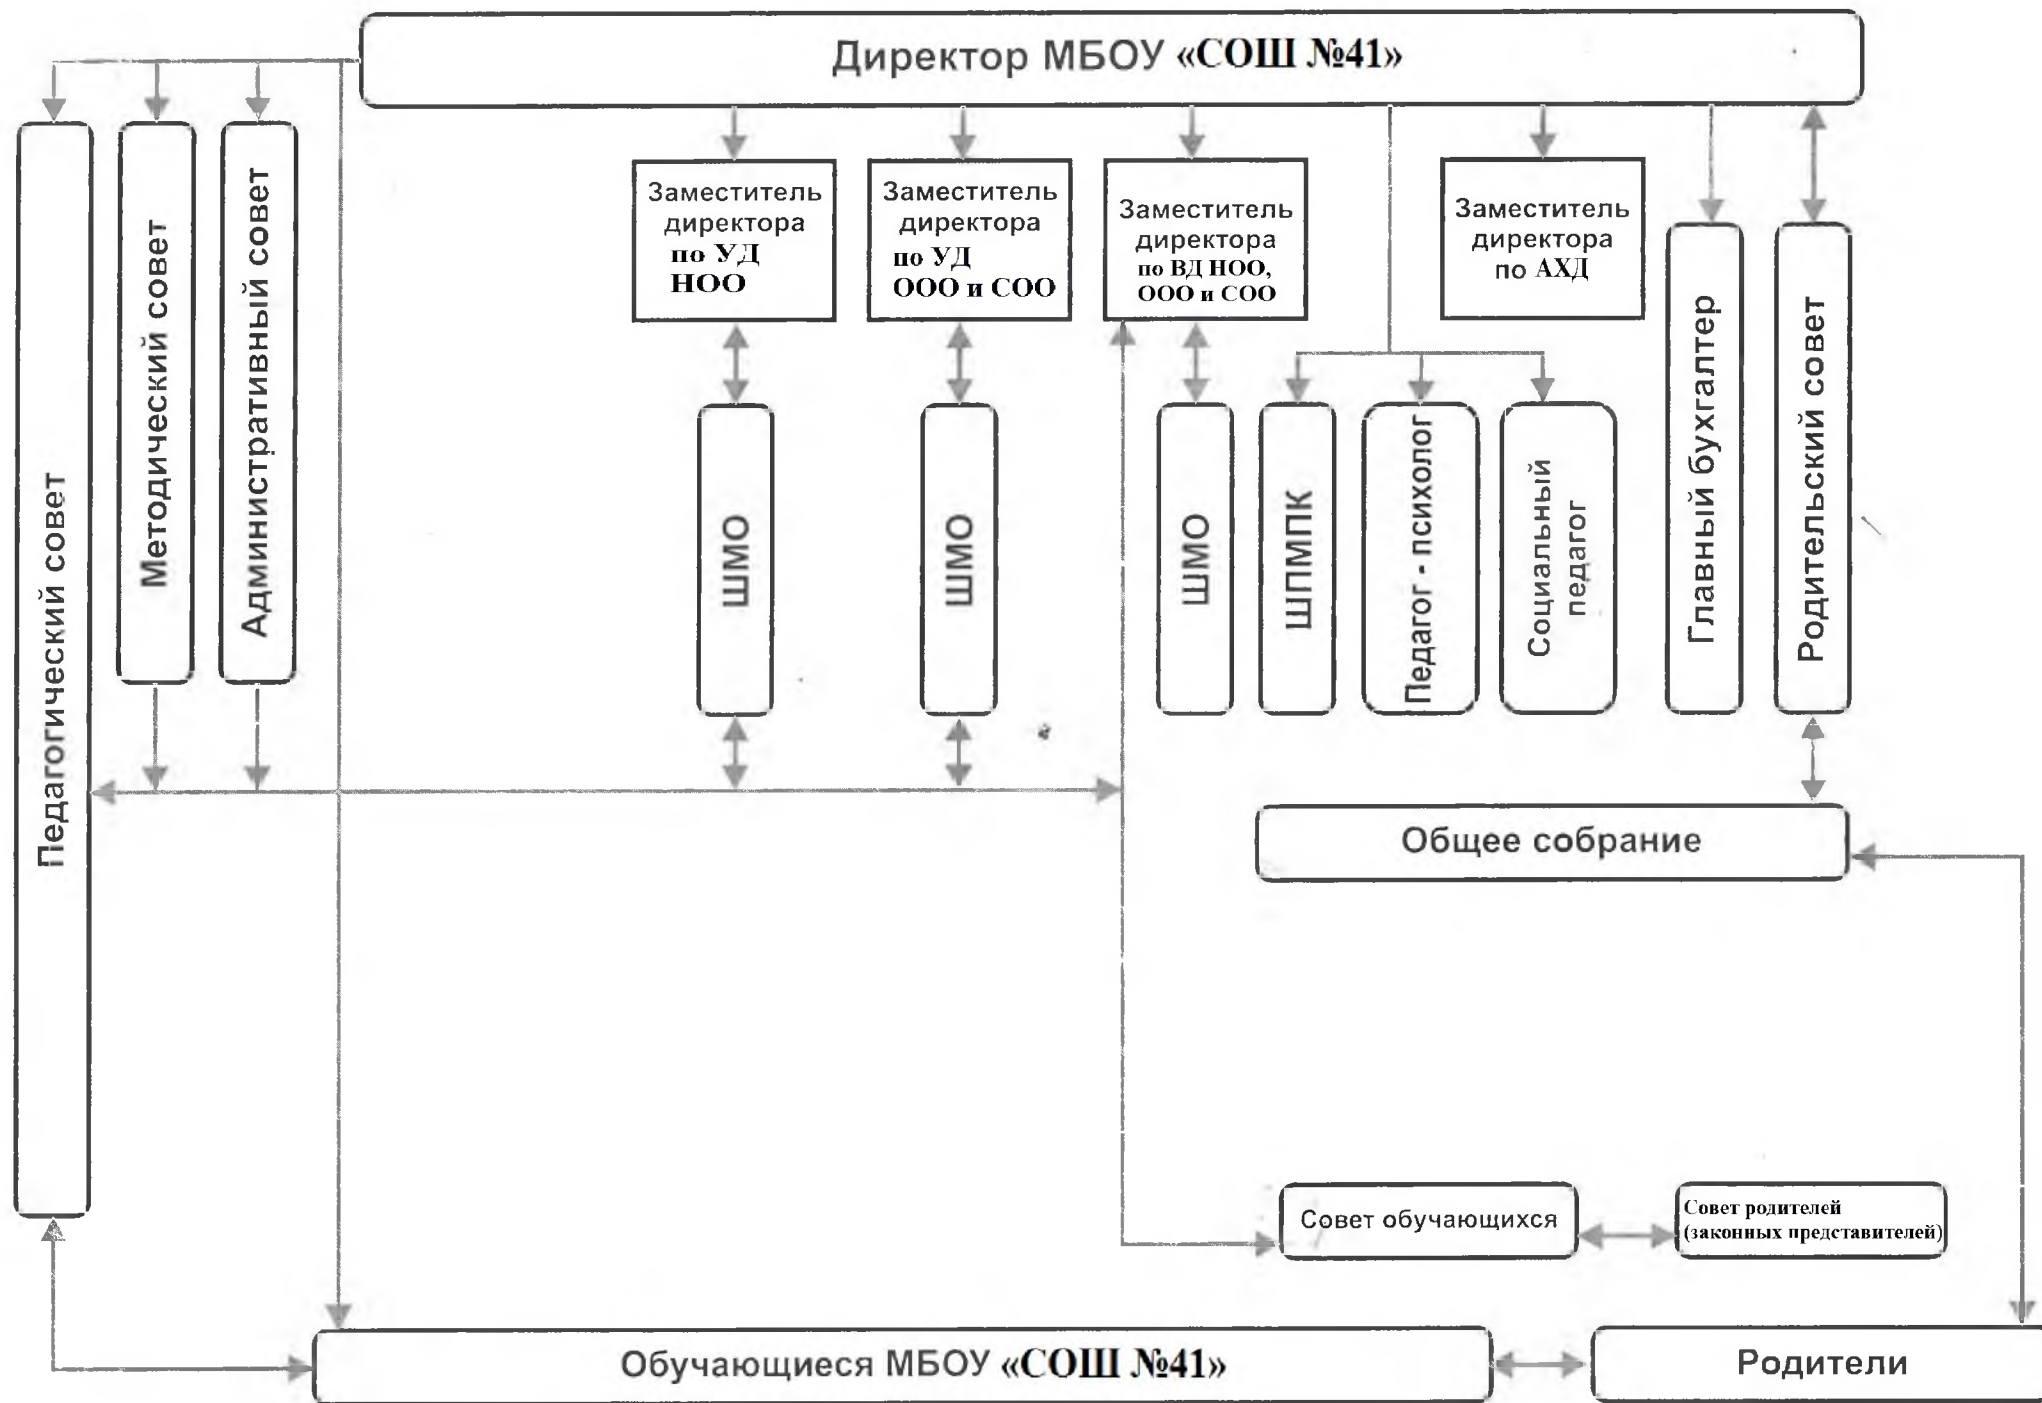 Директор МБОУ «СОШ №41»
Педагогический совет
Методический совет
Административный совет
Заместитель
директора
по УД
НОО
Заместитель
директора
по УД
ООО и СОО
Заместитель
директора
по ВД НОО,
ООО и СОО
Заместитель
директора
по АХД
Главный бухгалтер
Родительский совет
ШМО
ШМО
ШМО
ШПМПК
Педагог - психолог
Социальный
педагог
Общее собрание
Совет обучающихся
Совет родителей
(законных представителей)
Обучающиеся МБОУ «СОШ №41»
Родители